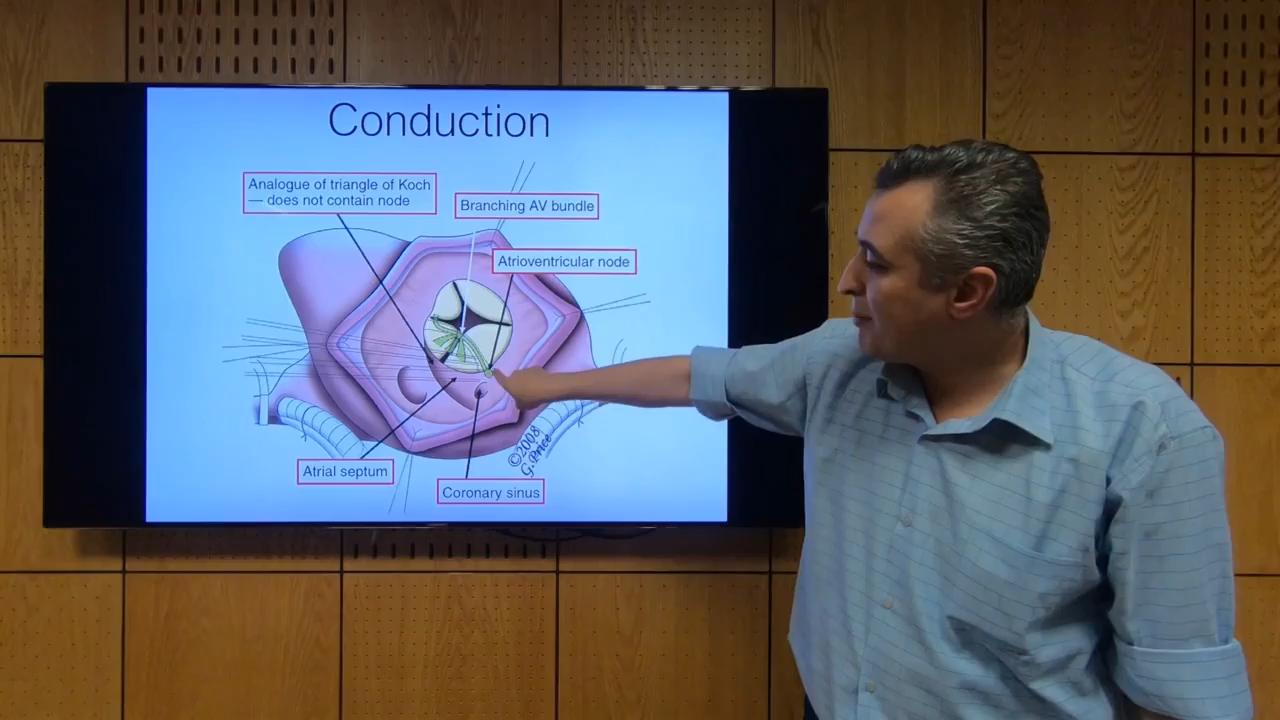 Conduction
Analogue of triangle of Koch
— does not contain node
Branching AV bundle
Atrioventricular node
Atrial septum
Coronary sinus
©2008
G. Price